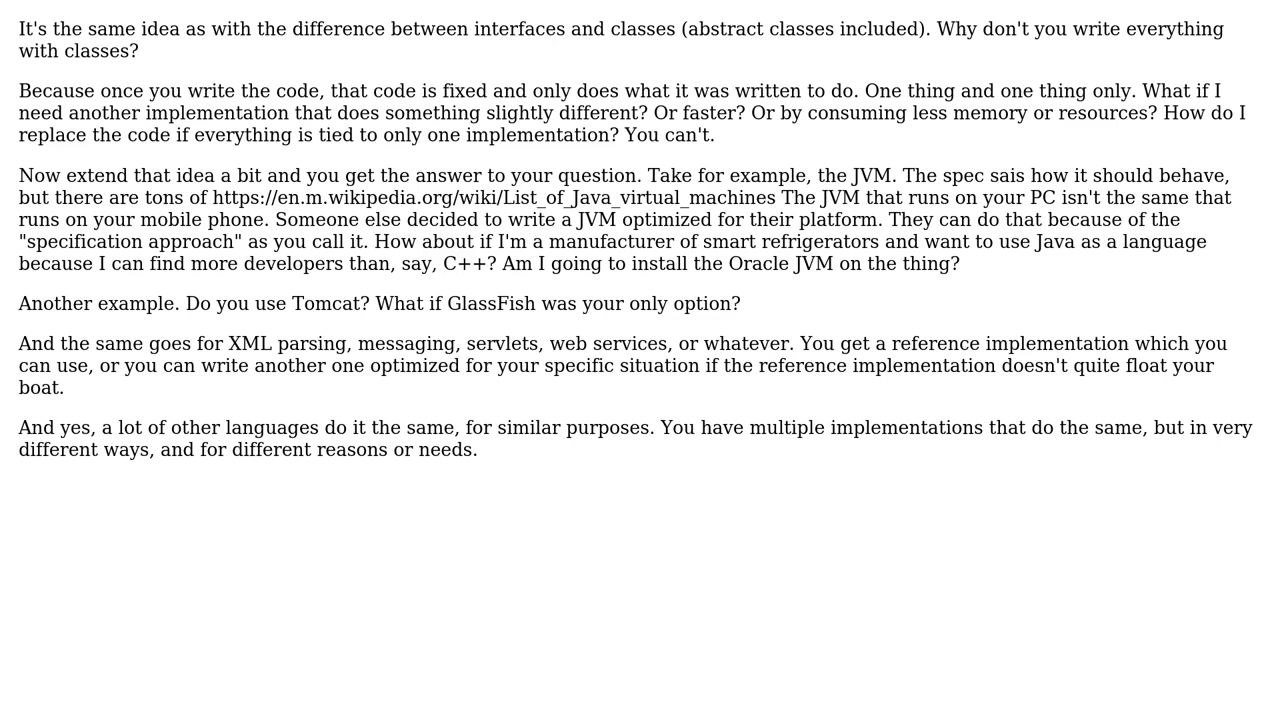 It's the same idea as with the difference between interfaces and classes (abstract classes included). Why don't you write everything
with classes?
Because once you write the code, that code is fixed and only does what it was written to do. One thing and one thing only. What if I
need another implementation that does something slightly different? Or faster? Or by consuming less memory or resources? How do I
replace the code if everything is tied to only one implementation? You can't.
Now extend that idea a bit and you get the answer to your question. Take for example, the JVM. The spec sais how it should behave,
but there are tons of https://en.m.wikipedia.org/wiki/List_of_Java_virtual_machines The JVM that runs on your PC isn't the same that
runs on your mobile phone. Someone else decided to write a JVM optimized for their platform. They can do that because of the
"specification approach" as you call it. How about if I'm a manufacturer of smart refrigerators and want to use Java as a language
because I can find more developers than, say, C++? Am I going to install the Oracle JVM on the thing?
Another example. Do you use Tomcat? What if GlassFish was your only option?
And the same goes for XML parsing, messaging, servlets, web services, or whatever. You get a reference implementation which you
can use, or you can write another one optimized for your specific situation if the reference implementation doesn't quite float your
boat.
And yes, a lot of other languages do it the same, for similar purposes. You have multiple implementations that do the same, but in very
different ways, and for different reasons or needs.